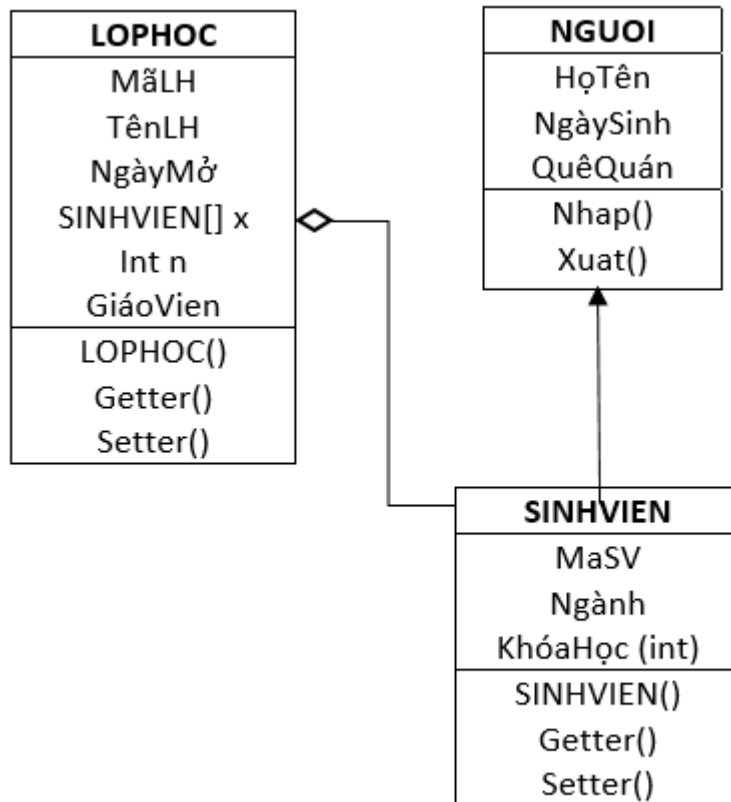 LOPHOC
MãLH
TênLH
NgàyMở
SINHVIEN[] x
Int n
GiáoVien
LOPHOC()
Getter()
Setter()
NGUOI
HọTên
NgàySinh
QuêQuán
Nhap()
Xuat()
SINHVIEN
MaSV
Ngành
KhóaHọc (int)
SINHVIEN()
Getter()
Setter()